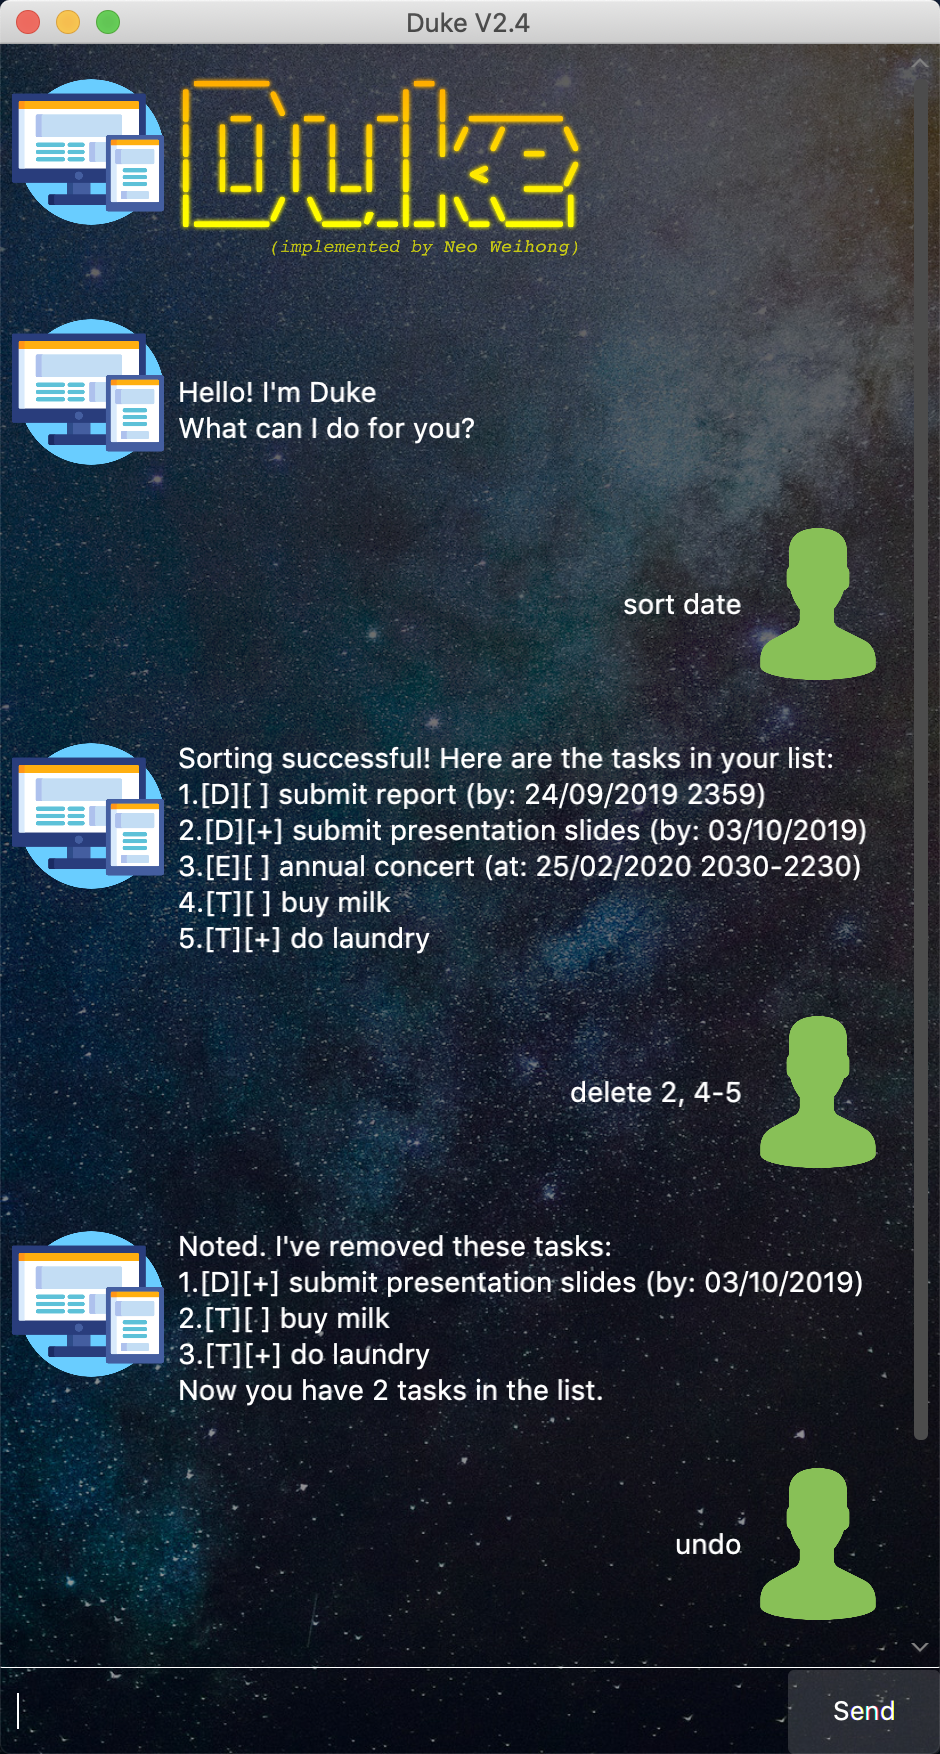 Duke V2.4
Duke
(implemented by Neo Weihong)
Hello! I'm Duke
What can I do for you?
sort date
Sorting successful! Here are the tasks in your list:
1.[D][ ] submit report (by: 24/09/2019 2359)
2.[D][+] submit presentation slides (by: 03/10/2019)
3.[E][ ] annual concert (at: 25/02/2020 2030-2230)
4.[T][ ] buy milk
5.[T][+] do laundry
delete 2, 4-5
Noted. I've removed these tasks:
1.[D][+] submit presentation slides (by: 03/10/2019)
2.[T][ ] buy milk
3.[T][+] do laundry
Now you have 2 tasks in the list.
undo
Send